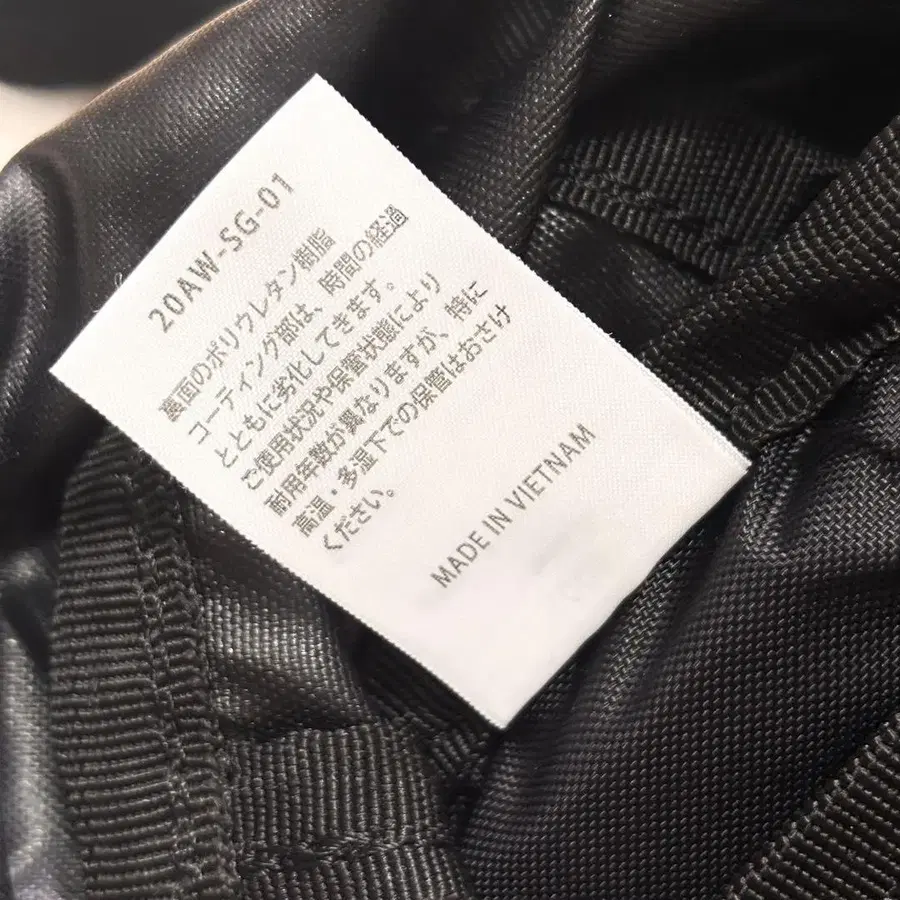 20AW-SG-01
裏面のポリウレタン樹脂
コーティング部は、時間の経過
とともに劣化してきます。
ご使用状況や保管状態により
耐用年数が異なりますが、特に
高温・多湿下での保管はおさけ
ください。
MADE IN VIETNAM